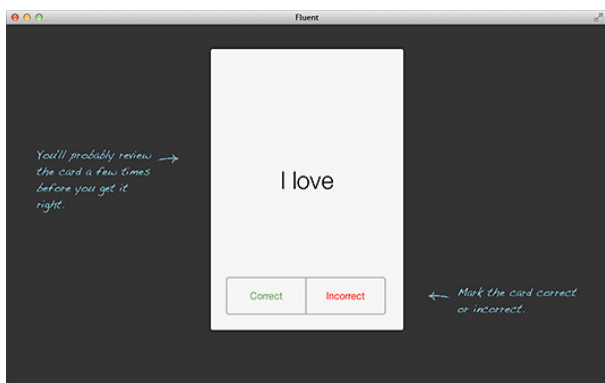 Fluent
You'll probably review
the card a few times
before you get it
right.
I love
Correct
Incorrect
Mark the card correct
or incorrect.